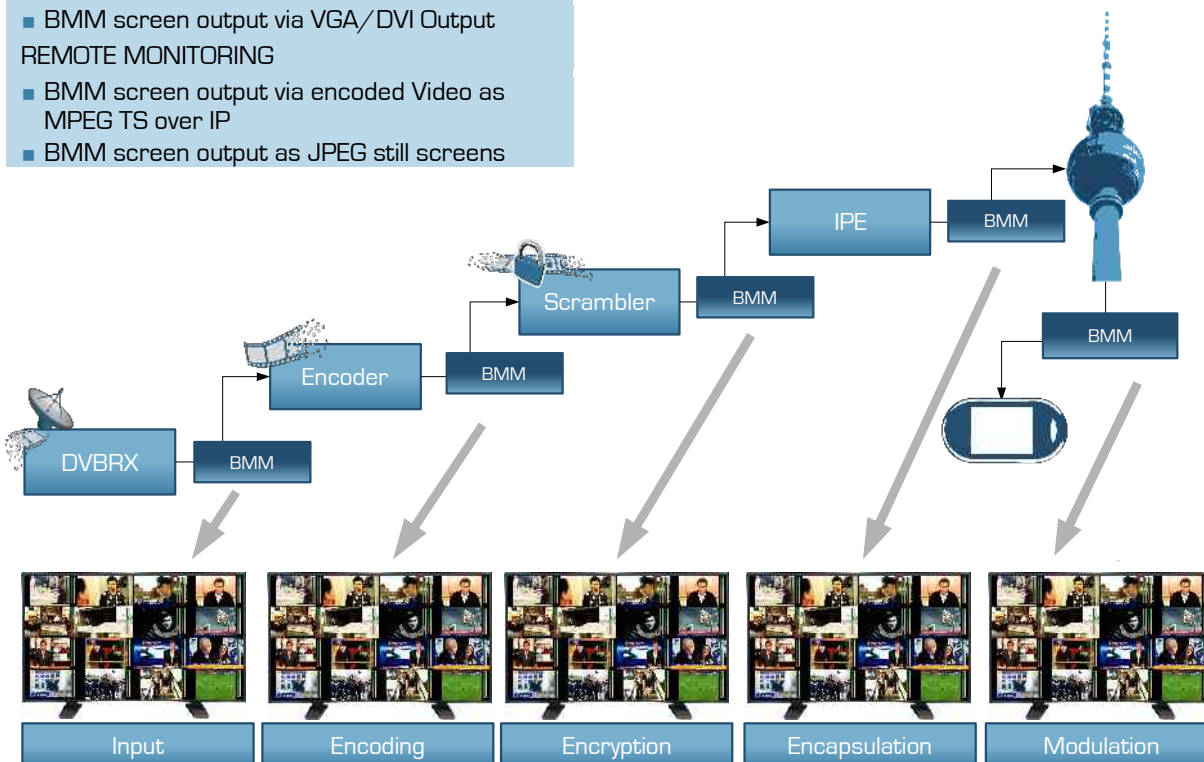 ■ BMM screen output via VGA/DVI Output
REMOTE MONITORING
■ BMM screen output via encoded Video as
MPEG TS over IP
■ BMM screen output as JPEG still screens
IPE
BMM
Scrambler
BMM
BMM
Encoder
BMM
DVBRX
BMM
Input
Encoding
Encryption
Encapsulation
Modulation